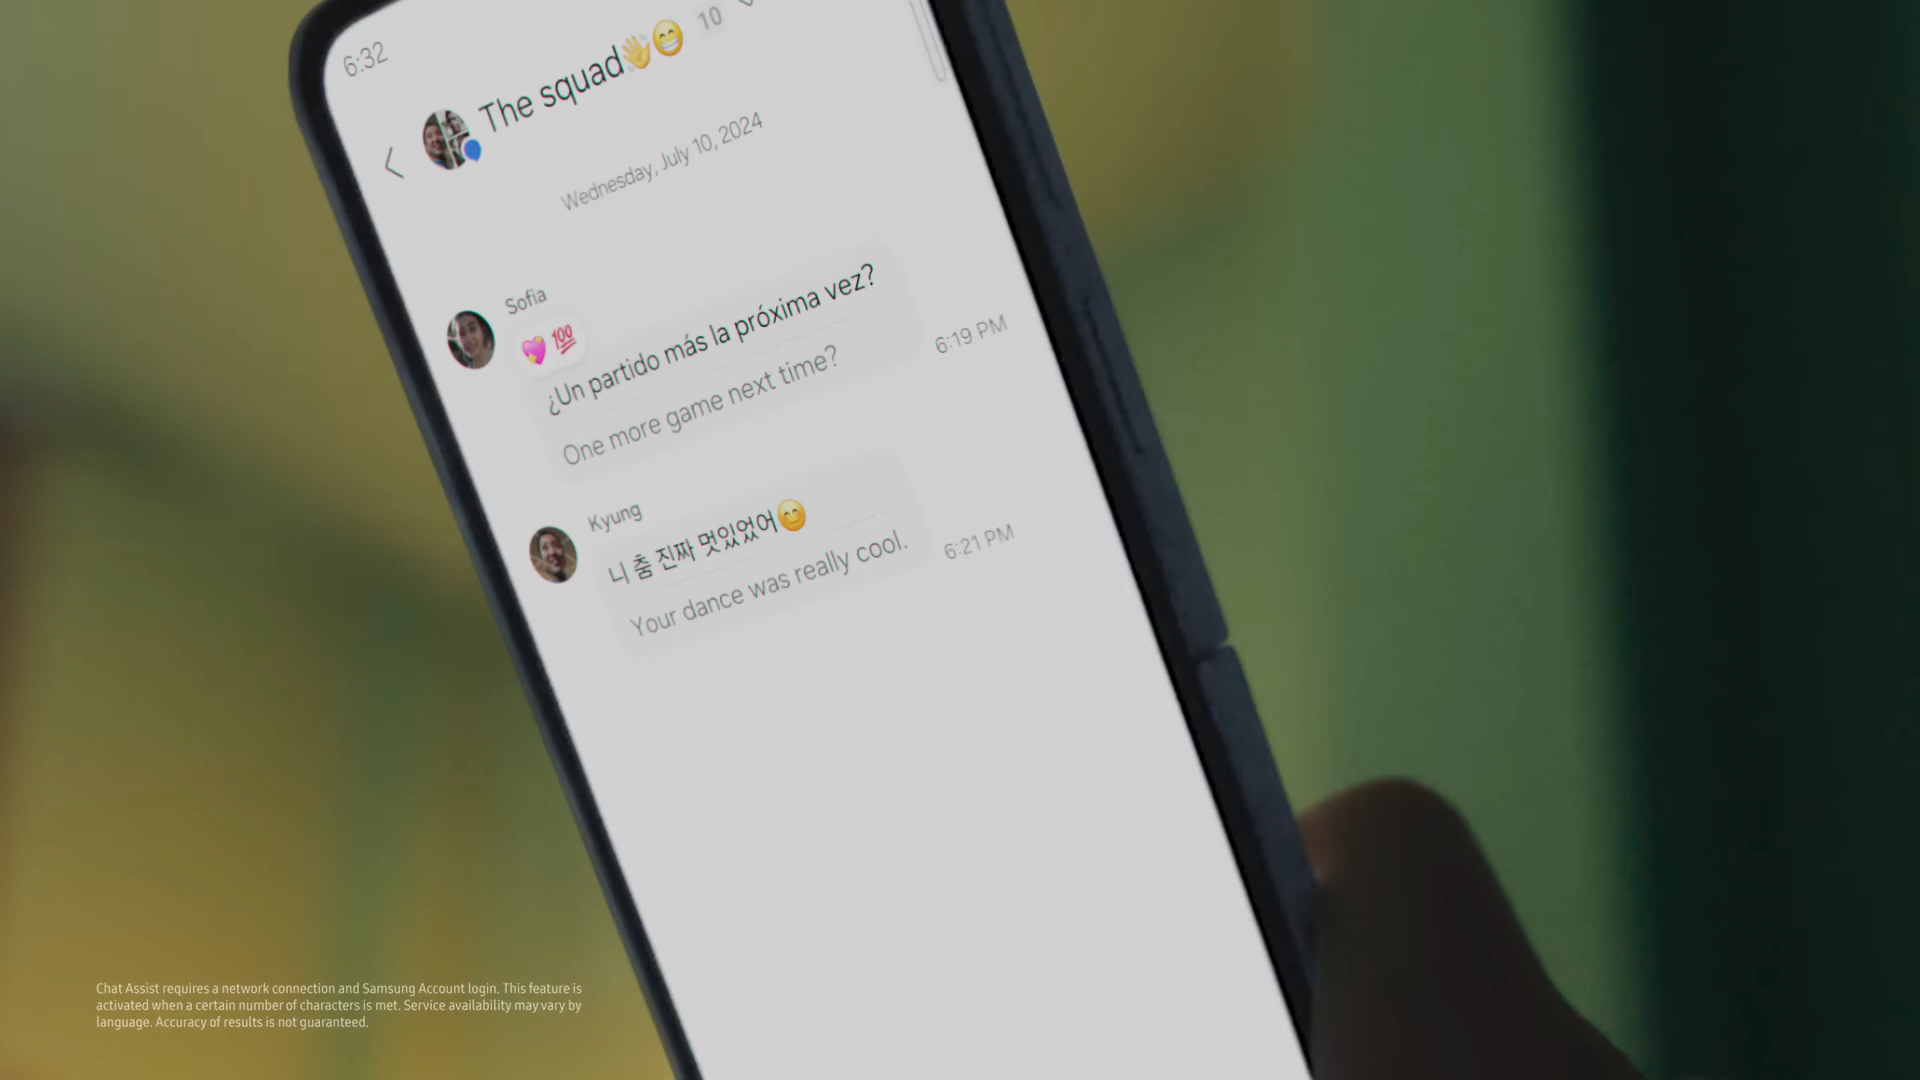 6:32
The squad👋😁 10
Wednesday, July 10, 2024
Sofia
💖💯
¿Un partido más la próxima vez?
One more game next time?
6:19 PM
Kyung
니 춤 진짜 멋있었어😊
Your dance was really cool.
6:21 PM
Chat Assist requires a network connection and Samsung Account login. This feature is
activated when a certain number of characters is met. Service availability may vary by
language. Accuracy of results is not guaranteed.